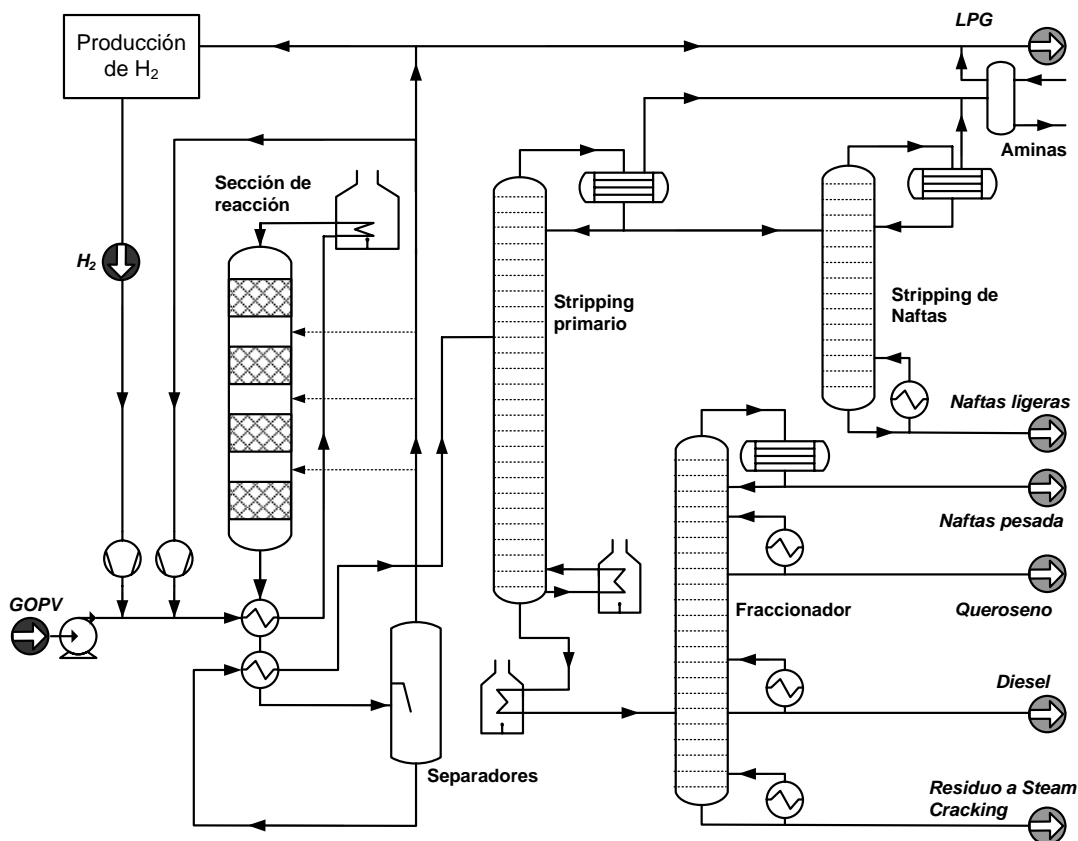 LPG
Producción
de H₂
Aminas
Sección de
reacción
H₂
Stripping
primario
Stripping de
Naftas
Naftas ligeras
Naftas pesada
GOPV
Fraccionador
Queroseno
Diesel
Separadores
Residuo a Steam
Cracking